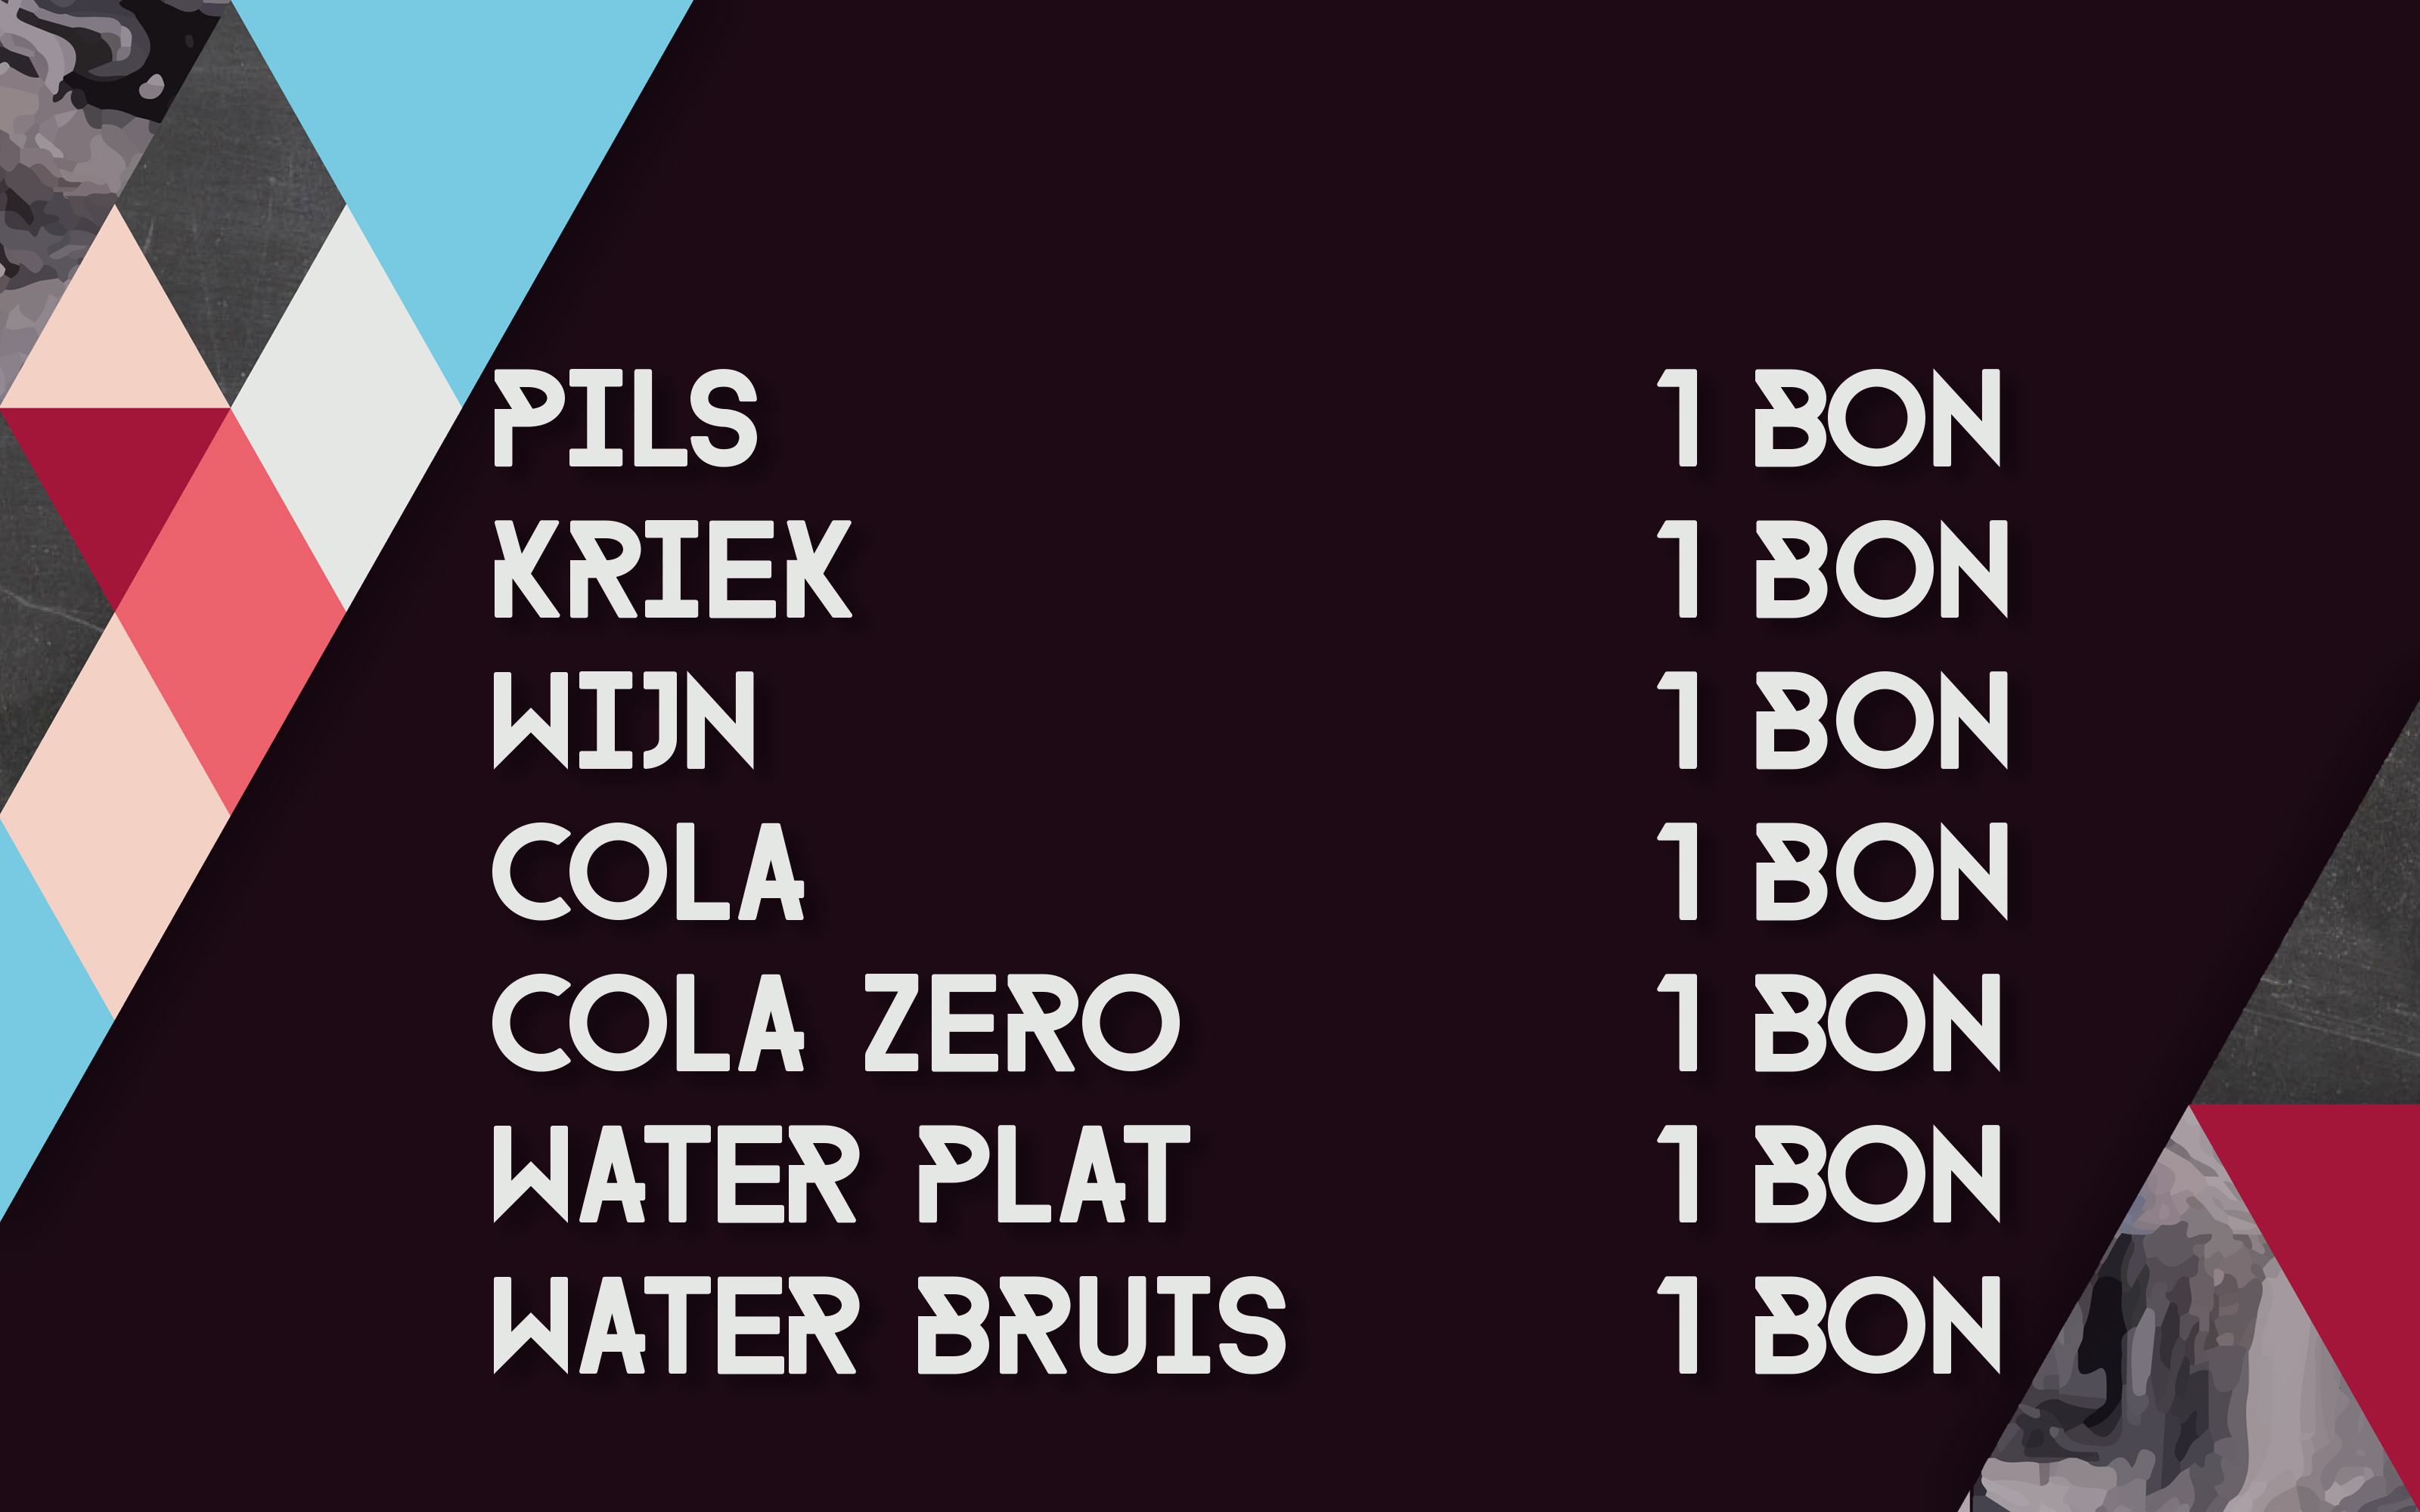 PILS 1 BON
KRIEK 1 BON
WIJN 1 BON
COLA 1 BON
COLA ZERO 1 BON
WATER PLAT 1 BON
WATER BRUIS 1 BON